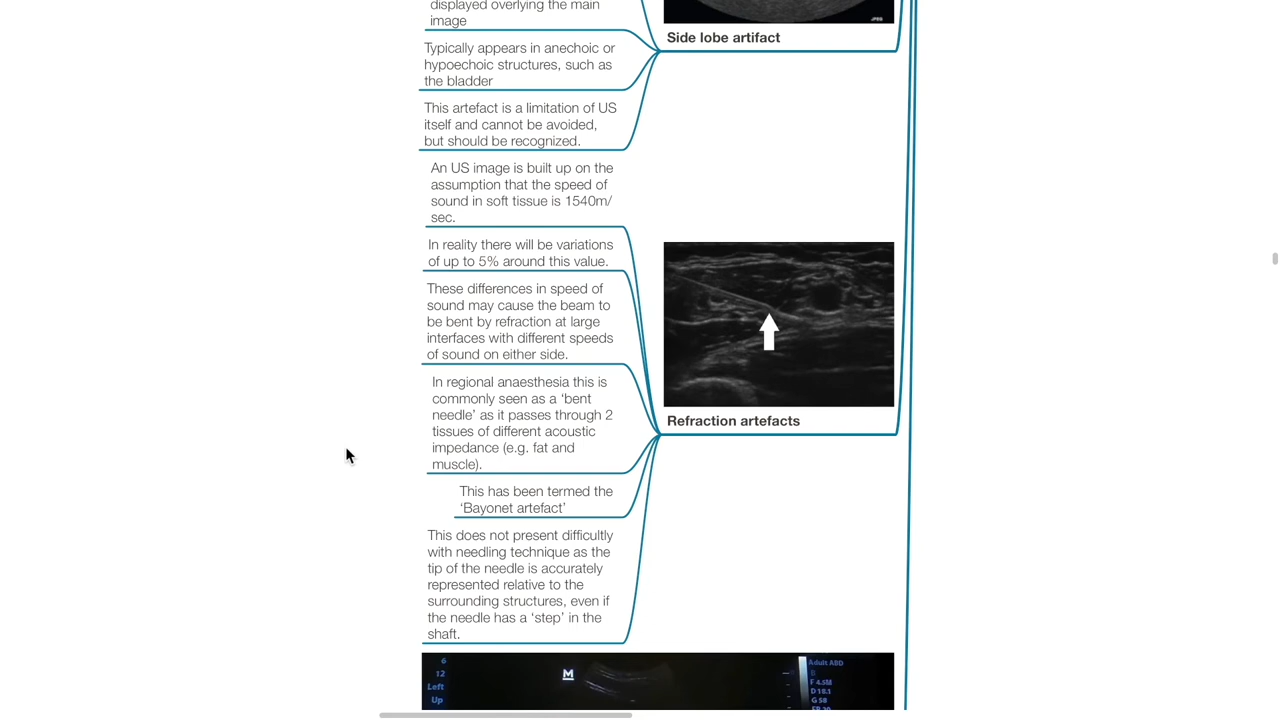 displayed overlying the main
image
Side lobe artifact
Typically appears in anechoic or
hypoechoic structures, such as
the bladder
This artefact is a limitation of US
itself and cannot be avoided,
but should be recognized.
An US image is built up on the
assumption that the speed of
sound in soft tissue is 1540m/
sec.
In reality there will be variations
of up to 5% around this value.
These differences in speed of
sound may cause the beam to
be bent by refraction at large
interfaces with different speeds
of sound on either side.
In regional anaesthesia this is
commonly seen as a ‘bent
needle’ as it passes through 2
tissues of different acoustic
impedance (e.g. fat and
muscle).
Refraction artefacts
This has been termed the
‘Bayonet artefact’
This does not present difficultly
with needling technique as the
tip of the needle is accurately
represented relative to the
surrounding structures, even if
the needle has a ‘step’ in the
shaft.
6
12
Left
Up
M
Adult ABD
B
F 4.5M
D 18.1
G 58